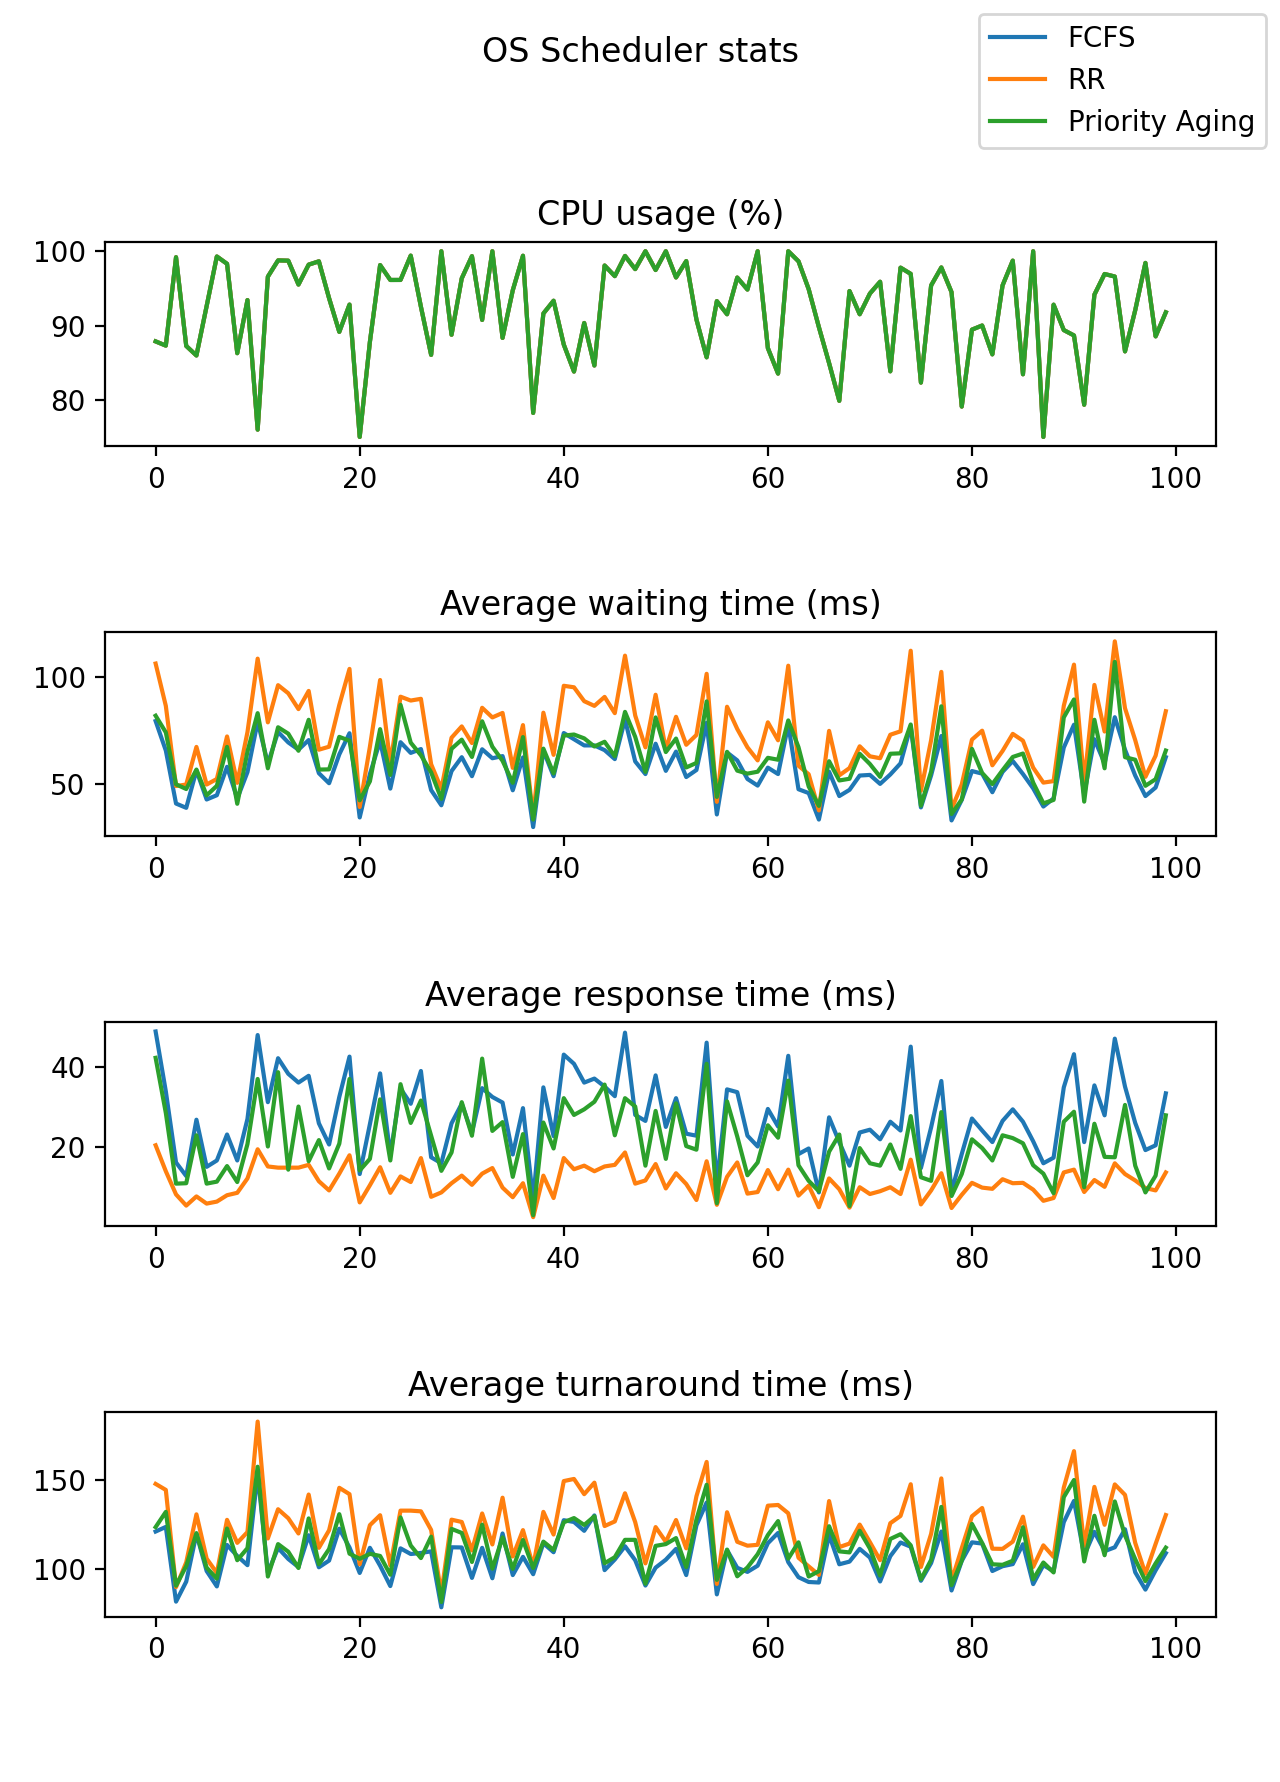 OS Scheduler stats
FCFS
RR
Priority Aging
CPU usage (%)
100
90
80
0 20 40 60 80 100
Average waiting time (ms)
100
50
0 20 40 60 80 100
Average response time (ms)
40
20
0 20 40 60 80 100
Average turnaround time (ms)
150
100
0 20 40 60 80 100